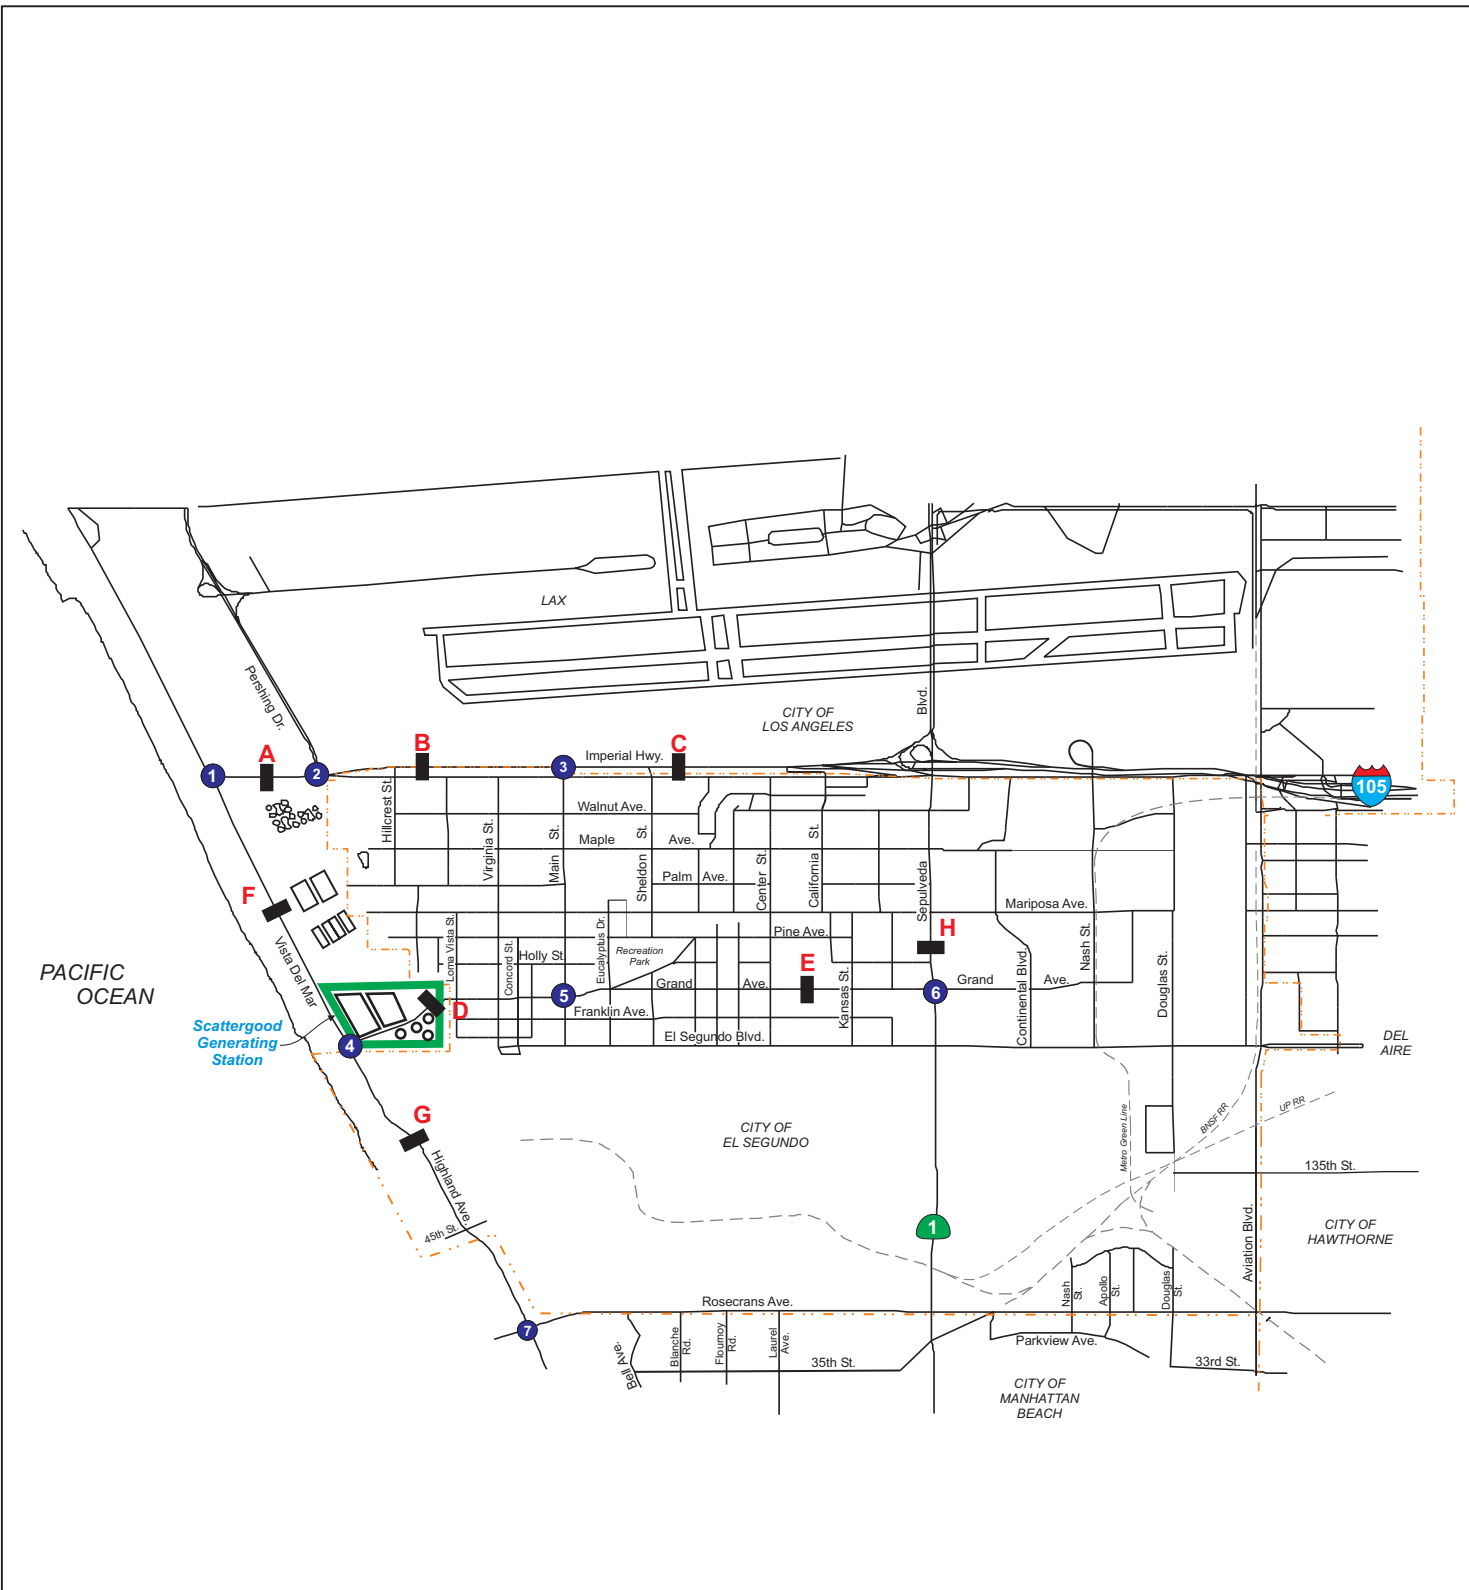 LAX
Pershing Dr.
CITY OF
LOS ANGELES
Blvd.
A
B
C
Imperial Hwy.
1
2
3
105
Hillcrest St.
Walnut Ave.
Virginia St.
Main St.
Maple Ave.
Sheldon St.
Palm Ave.
Center St.
California St.
Sepulveda
Mariposa Ave.
F
Vista Del Mar
Loma Vista St.
Concord St.
Holly St.
Eucalyptus Dr.
Recreation
Park
Pine Ave.
H
Nash St.
Continental Blvd.
Douglas St.
PACIFIC
OCEAN
E
Kansas St.
Grand Ave.
Grand Ave.
5
6
D
Franklin Ave.
El Segundo Blvd.
Scattergood
Generating
Station
4
DEL
AIRE
G
CITY OF
EL SEGUNDO
Metro Green Line
BNSF RR
UP RR
135th St.
Highland Ave.
45th St.
1
Aviation Blvd.
CITY OF
HAWTHORNE
Nash
St.
Apollo
St.
Douglas
St.
Rosecrans Ave.
7
Bell Ave.
Blanche
Rd.
Flournoy
Rd.
Laurel
Ave.
35th St.
Parkview Ave.
33rd St.
CITY OF
MANHATTAN
BEACH